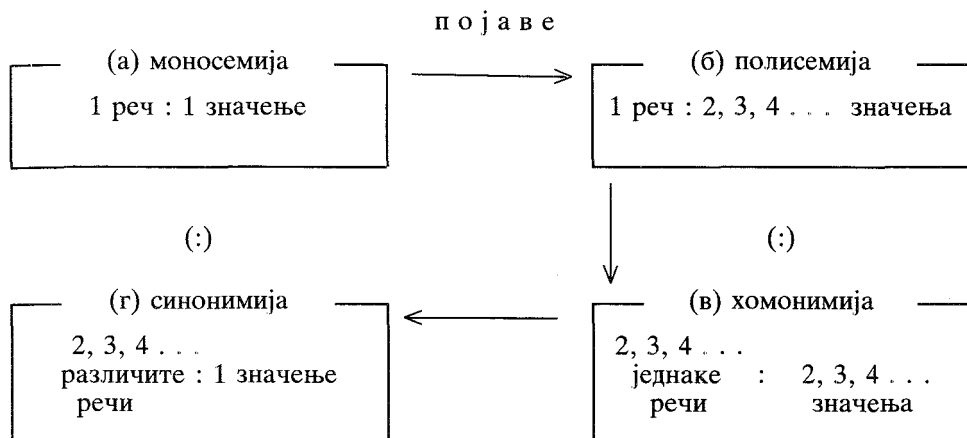 појаве
(а) моносемија
1 реч : 1 значење
(б) полисемија
1 реч : 2, 3, 4 . . . значења
(:)
(:)
(г) синонимија
2, 3, 4 . . .
различите : 1 значење
речи
(в) хомонимија
2, 3, 4 . . .
једнаке : 2, 3, 4 . . .
речи значења